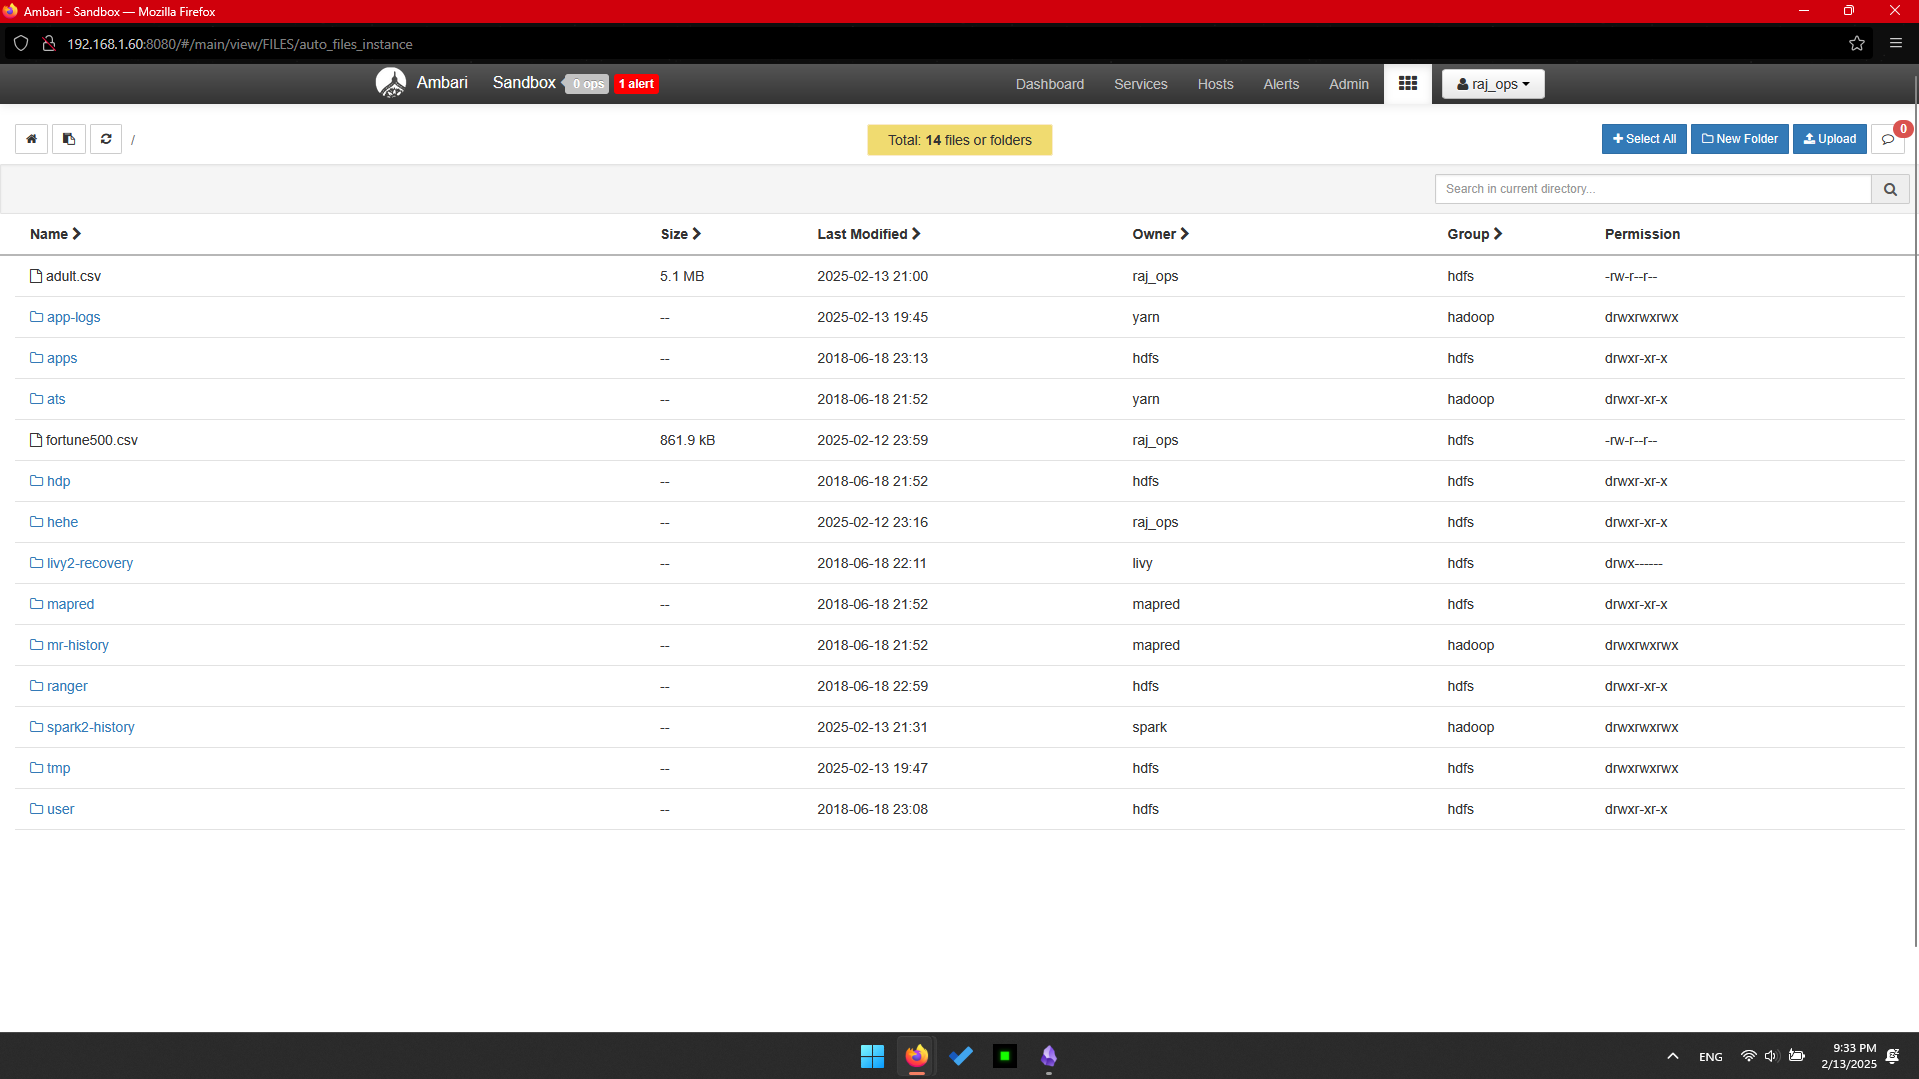 Ambari - Sandbox — Mozilla Firefox
192.168.1.60:8080/#/main/view/FILES/auto_files_instance
Ambari Sandbox 0 ops 1 alert Dashboard Services Hosts Alerts Admin raj_ops
/ Total: 14 files or folders Select All New Folder Upload 0
Search in current directory...
Name Size Last Modified Owner Group Permission
adult.csv 5.1 MB 2025-02-13 21:00 raj_ops hdfs -rw-r--r--
app-logs -- 2025-02-13 19:45 yarn hadoop drwxrwxrwx
apps -- 2018-06-18 23:13 hdfs hdfs drwxr-xr-x
ats -- 2018-06-18 21:52 yarn hadoop drwxr-xr-x
fortune500.csv 861.9 kB 2025-02-12 23:59 raj_ops hdfs -rw-r--r--
hdp -- 2018-06-18 21:52 hdfs hdfs drwxr-xr-x
hehe -- 2025-02-12 23:16 raj_ops hdfs drwxr-xr-x
livy2-recovery -- 2018-06-18 22:11 livy hdfs drwx------
mapred -- 2018-06-18 21:52 mapred hdfs drwxr-xr-x
mr-history -- 2018-06-18 21:52 mapred hadoop drwxrwxrwx
ranger -- 2018-06-18 22:59 hdfs hdfs drwxr-xr-x
spark2-history -- 2025-02-13 21:31 spark hadoop drwxrwxrwx
tmp -- 2025-02-13 19:47 hdfs hdfs drwxrwxrwx
user -- 2018-06-18 23:08 hdfs hdfs drwxr-xr-x
ENG 9:33 PM
2/13/2025